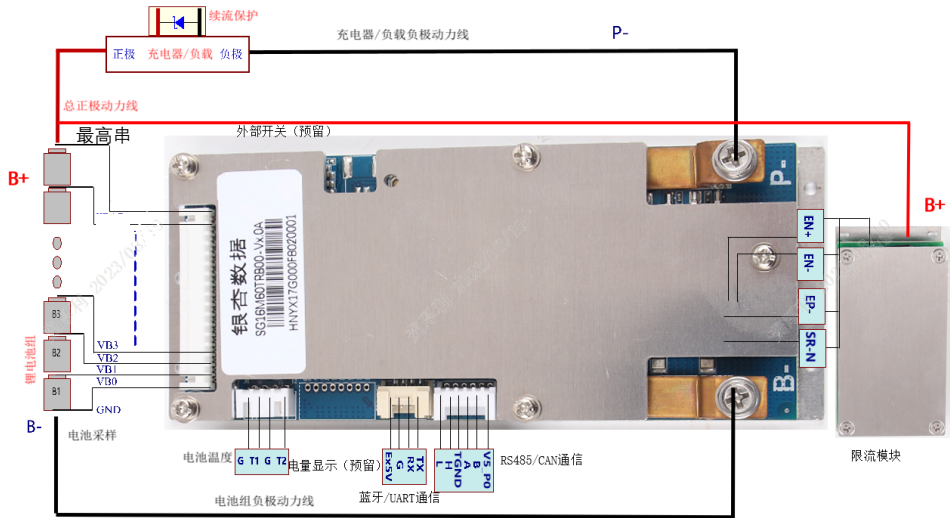 续流保护
正极 充电器/负载 负极
充电器/负载负极动力线
P-
总正极动力线
最高串
外部开关（预留）
B+
B+
P-
银杏数据
SG16M60TRB00-Vx.0A
HNYX17G000FB020001
EN+
EN-
EP-
SR-N
B3
B2
B1
VB3
VB2
VB1
VB0
GND
锂电池组
B-
B-
电池采样
电池温度
G T1 G T2
电量显示（预留）
Ex5V
G
RX
TX
蓝牙/UART通信
L
H
TGND
A
B
VS_P0
RS485/CAN通信
限流模块
电池组负极动力线